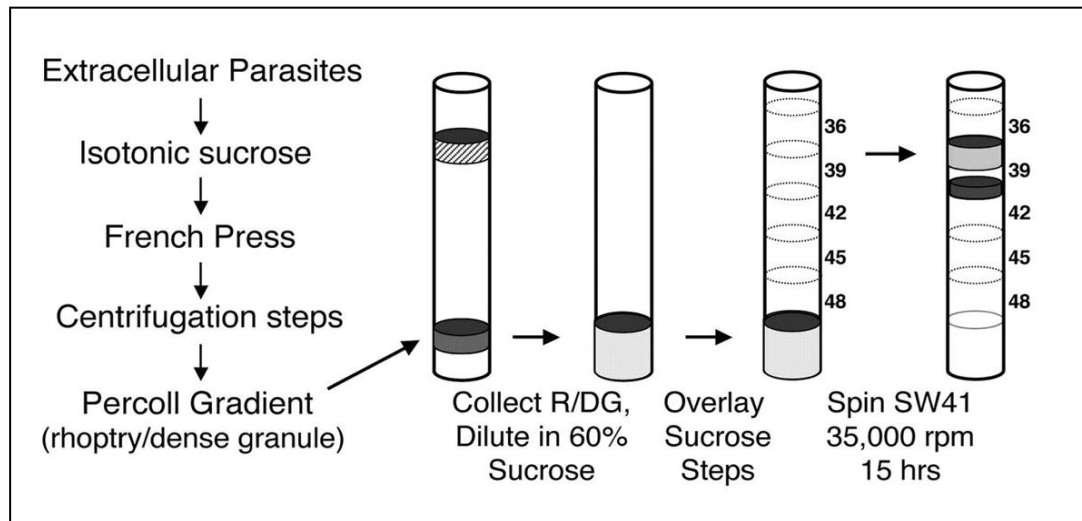 Extracellular Parasites
Isotonic sucrose
French Press
Centrifugation steps
Percoll Gradient
(rhoptry/dense granule)
Collect R/DG,
Dilute in 60%
Sucrose
Overlay
Sucrose
Steps
36
39
42
45
48
Spin SW41
35,000 rpm
15 hrs
36
39
42
45
48